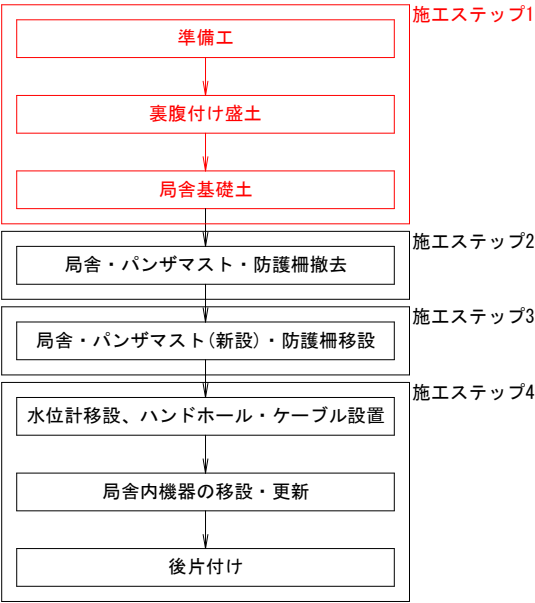 施工ステップ1
準備工
裏腹付け盛土
局舎基礎土
施工ステップ2
局舎・パンザマスト・防護柵撤去
施工ステップ3
局舎・パンザマスト(新設)・防護柵移設
施工ステップ4
水位計移設、ハンドホール・ケーブル設置
局舎内機器の移設・更新
後片付け